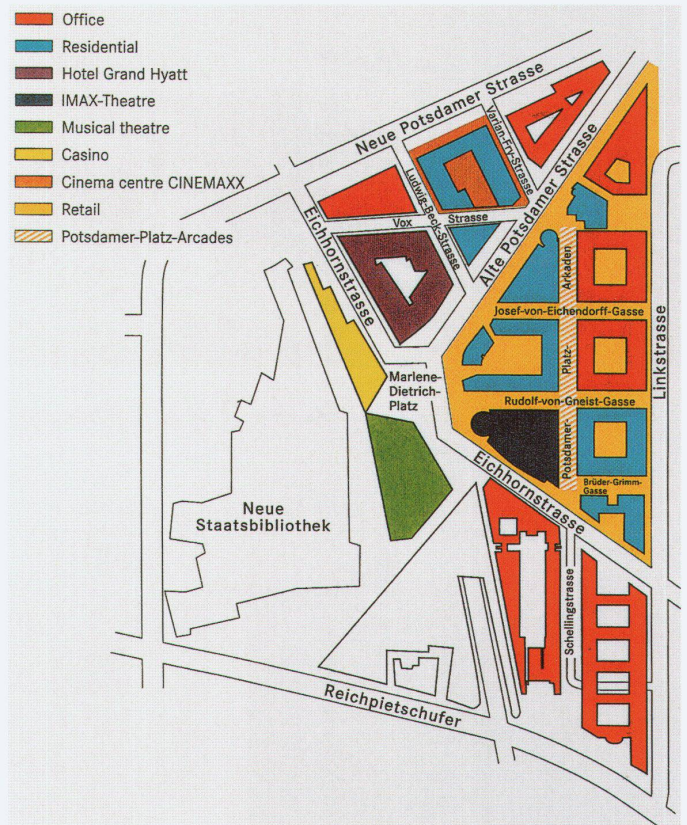 Office
Residential
Hotel Grand Hyatt
IMAX-Theatre
Musical theatre
Casino
Cinema centre CINEMAXX
Retail
Potsdamer-Platz-Arcades
Neue Potsdamer Strasse
Varian-Fry-Strasse
Ludwig-Beck-Strasse
Vox Strasse
Alte Potsdamer Strasse
Eichhornstrasse
Arkaden
Josef-von-Eichendorff-Gasse
Linkstrasse
Platz-
Marlene-
Dietrich-
Platz
Rudolf-von-Gneist-Gasse
Potsdamer-
Eichhornstrasse
Brüder-Grimm-
Gasse
Neue
Staatsbibliothek
Schellingstrasse
Reichpietschufer